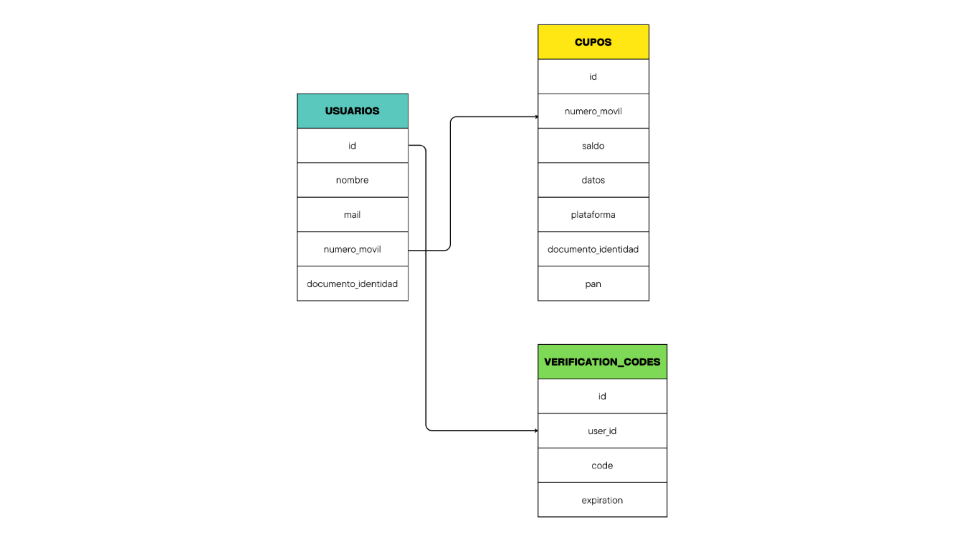 USUARIOS
id
nombre
mail
numero_movil
documento_identidad
CUPOS
id
numero_movil
saldo
datos
plataforma
documento_identidad
pan
VERIFICATION_CODES
id
user_id
code
expiration